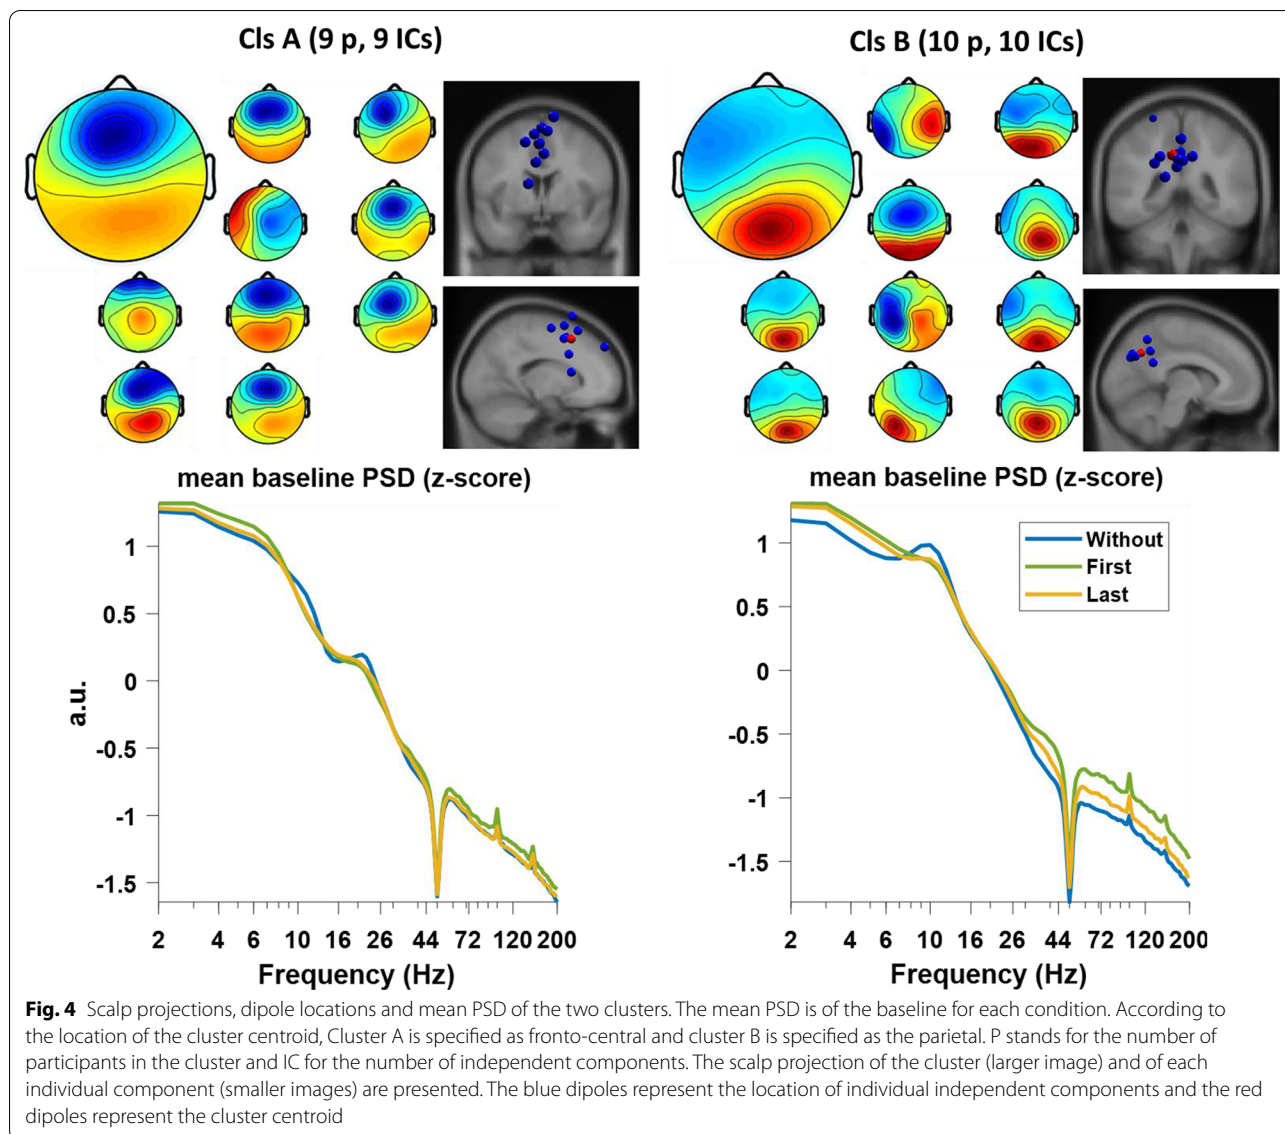 Cls A (9 p, 9 ICs)
Cls B (10 p, 10 ICs)
mean baseline PSD (z-score)
1
0.5
0
-0.5
-1
-1.5
a.u.
2 4 6 10 16 26 44 72 120 200
Frequency (Hz)
mean baseline PSD (z-score)
Without
First
Last
1
0.5
0
-0.5
-1
-1.5
2 4 6 10 16 26 44 72 120 200
Frequency (Hz)
Fig. 4 Scalp projections, dipole locations and mean PSD of the two clusters. The mean PSD is of the baseline for each condition. According to
the location of the cluster centroid, Cluster A is specified as fronto-central and cluster B is specified as the parietal. P stands for the number of
participants in the cluster and IC for the number of independent components. The scalp projection of the cluster (larger image) and of each
individual component (smaller images) are presented. The blue dipoles represent the location of individual independent components and the red
dipoles represent the cluster centroid